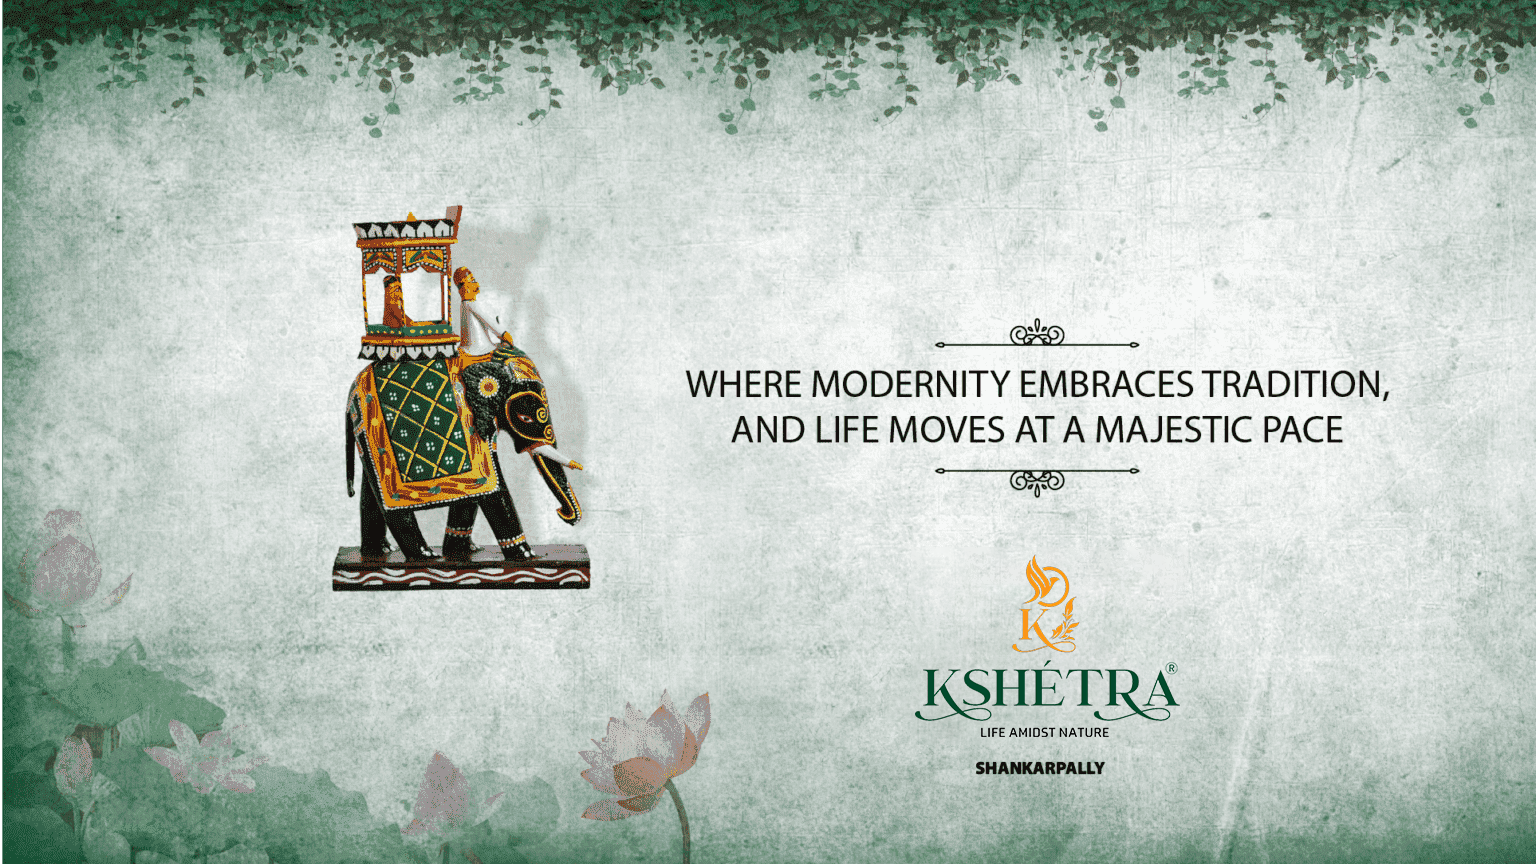 WHERE MODERNITY EMBRACES TRADITION,
AND LIFE MOVES AT A MAJESTIC PACE
K
KSHÉTRA®
LIFE AMIDST NATURE
SHANKARPALLY